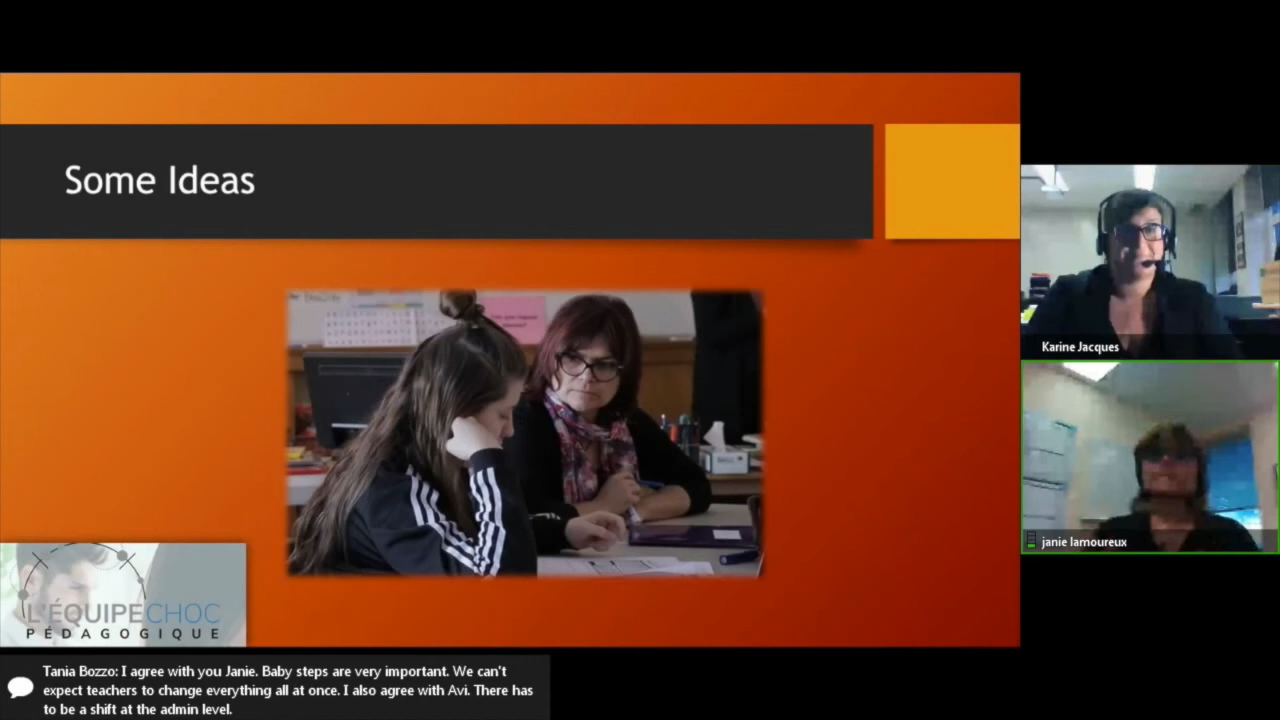 Some Ideas
Karine Jacques
janie lamoureux
L'ÉQUIPECHOC
PÉDAGOGIQUE
Tania Bozzo: I agree with you Janie. Baby steps are very important. We can't
expect teachers to change everything all at once. I also agree with Avi. There has
to be a shift at the admin level.